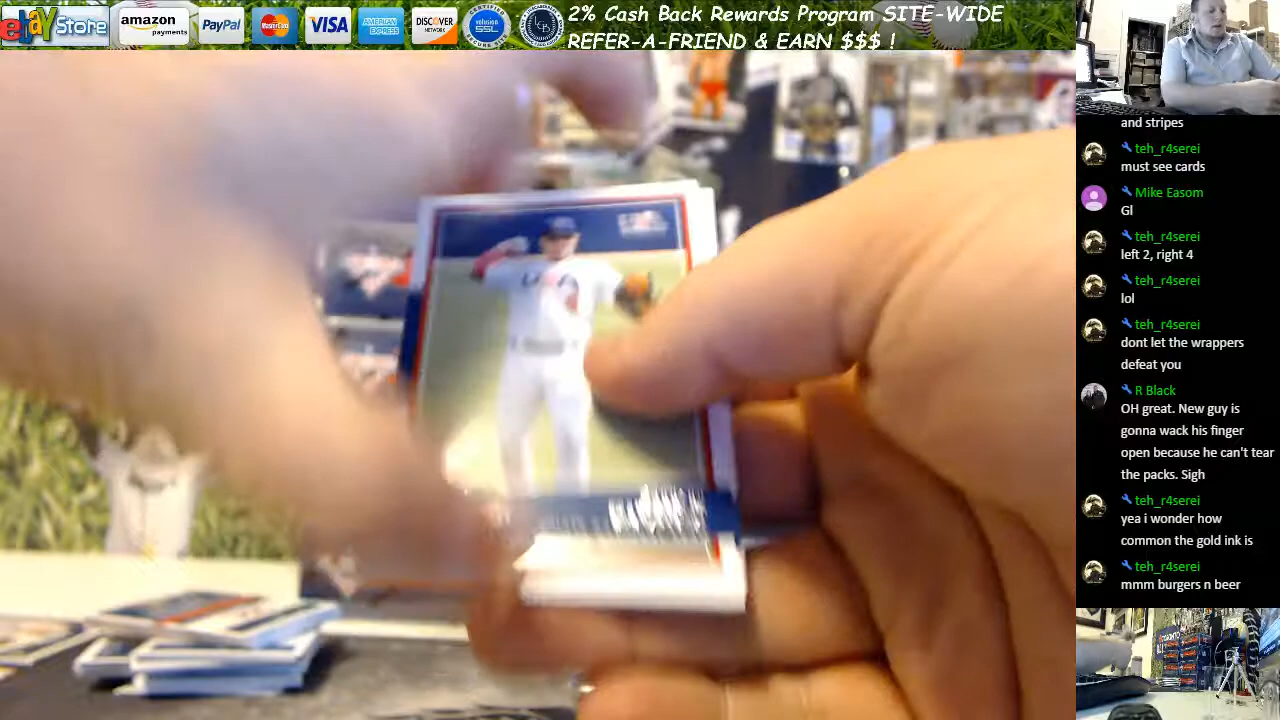 ebay Store
amazon
payments
PayPal
MasterCard
VISA
AMERICAN
EXPRESS
DISCOVER
NETWORK
volusion
SSL
2% Cash Back Rewards Program SITE-WIDE
REFER-A-FRIEND & EARN $$$ !
and stripes
teh_r4serei
must see cards
Mike Easom
Gl
teh_r4serei
left 2, right 4
teh_r4serei
lol
teh_r4serei
dont let the wrappers
defeat you
R Black
OH great. New guy is
gonna wack his finger
open because he can't tear
the packs. Sigh
teh_r4serei
yea i wonder how
common the gold ink is
teh_r4serei
mmm burgers n beer